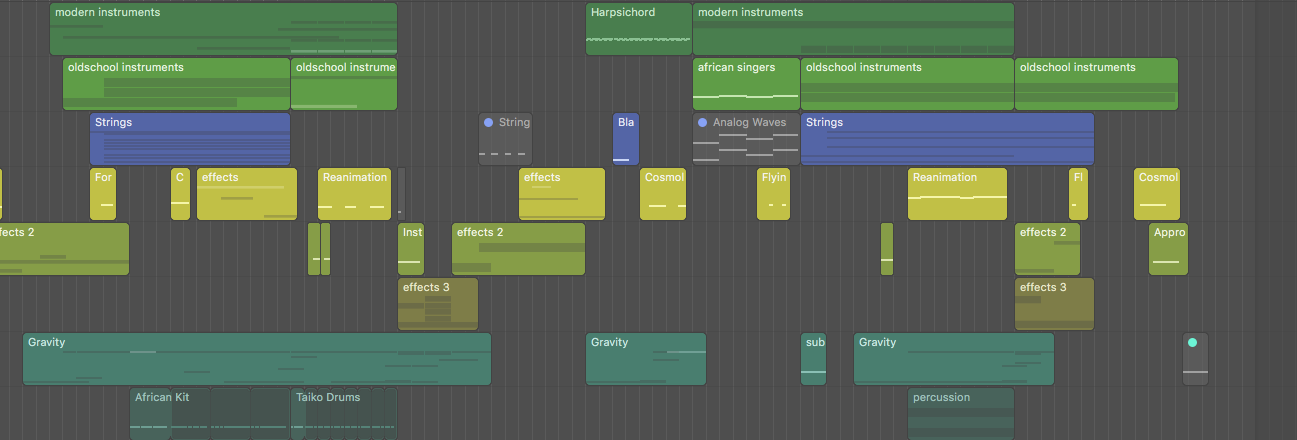 modern instruments
Harpsichord
modern instruments
oldschool instruments
oldschool instrume
african singers
oldschool instruments
oldschool instruments
Strings
String
Bla
Analog Waves
Strings
For
C
effects
Reanimation
effects
Cosmol
Flyin
Reanimation
Fl
Cosmol
fects 2
Inst
effects 2
effects 2
Appro
effects 3
effects 3
Gravity
Gravity
sub
Gravity
African Kit
Taiko Drums
percussion